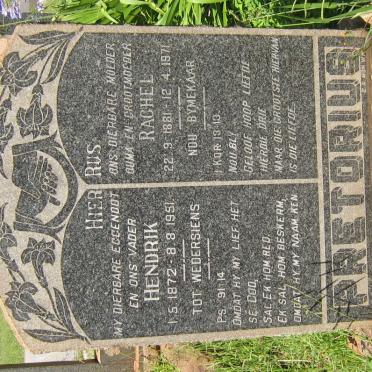 HIER RUS
MY DIERBARE EGGENOOT
EN ONS VADER
HENDRIK
1.5.1872 - 8.8.1951
TOT WEDERSIENS
PS. 91:14.
OMDAT HY MY LIEF HET
SÊ GOD,
SAL EK HOM RED.
EK SAL HOM BESKERM,
OMDAT HY MY NAAM KEN
ONS DIERBARE MOEDER,
OUMA EN GROOTMOEDER
RACHEL
22.9.1881 - 12.4.1971
NOU BYMEKAAR
I KOR. 13:13.
NOU BLY
GELOOF HOOP LIEFDE
HIERDIE DRIE
MAAR DIE GROOTSTE HIERVAN
IS DIE LIEFDE.
PRETORIUS